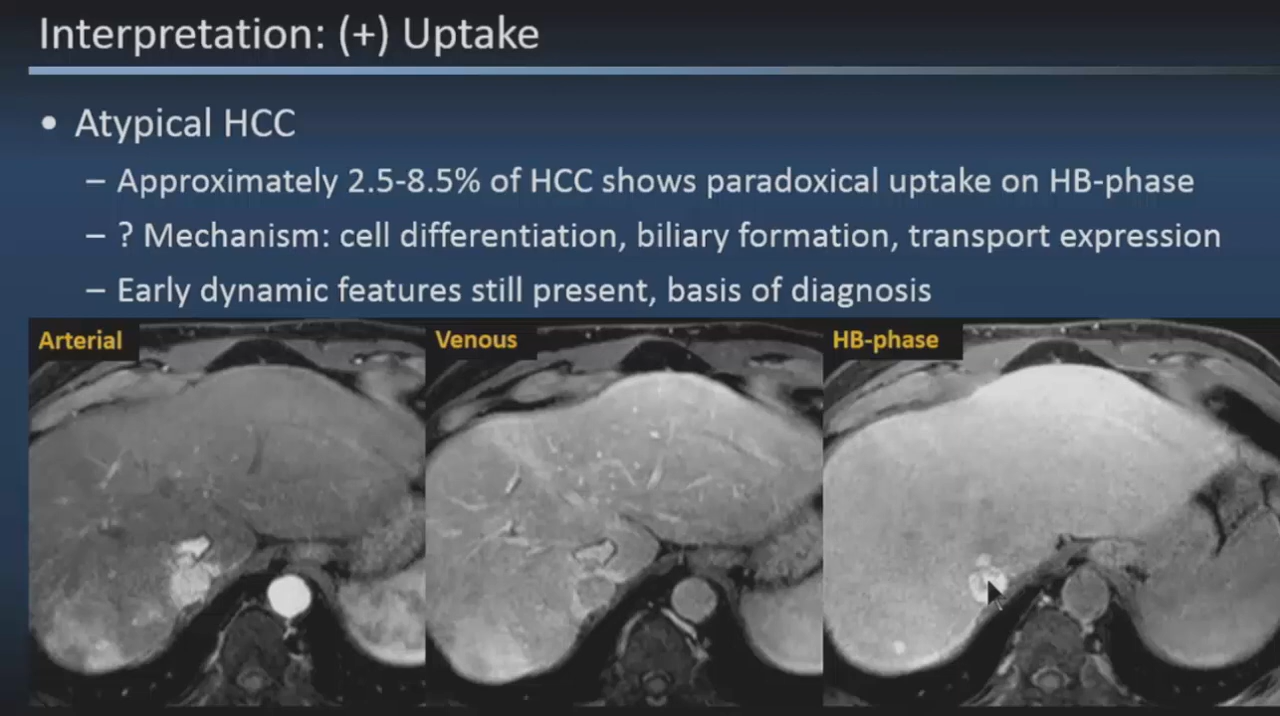 Interpretation: (+) Uptake
• Atypical HCC
– Approximately 2.5-8.5% of HCC shows paradoxical uptake on HB-phase
– ? Mechanism: cell differentiation, biliary formation, transport expression
– Early dynamic features still present, basis of diagnosis
Arterial
Venous
HB-phase